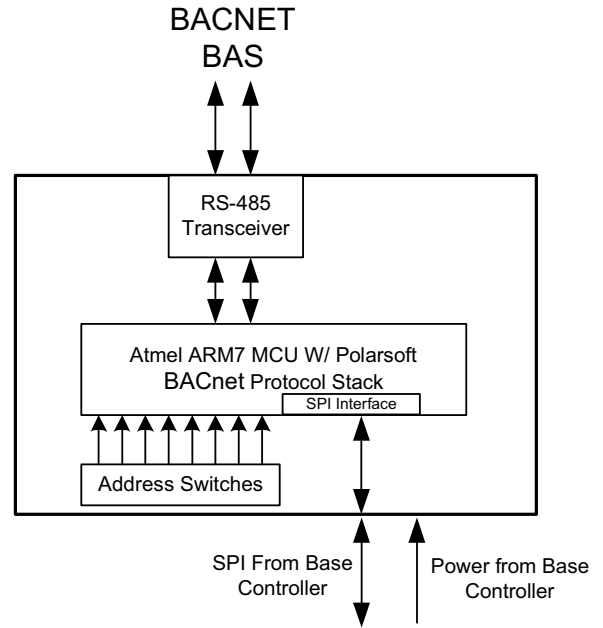 BACNET
BAS
RS-485
Transceiver
Atmel ARM7 MCU W/ Polarsoft
BACnet Protocol Stack
SPI Interface
Address Switches
SPI From Base
Controller
Power from Base
Controller